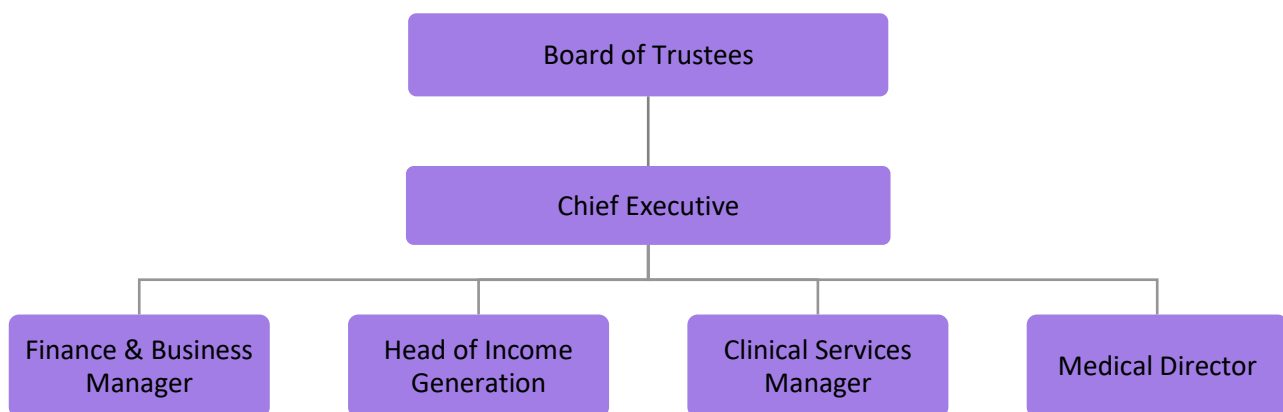 Board of Trustees
Chief Executive
Finance & Business
Manager
Head of Income
Generation
Clinical Services
Manager
Medical Director